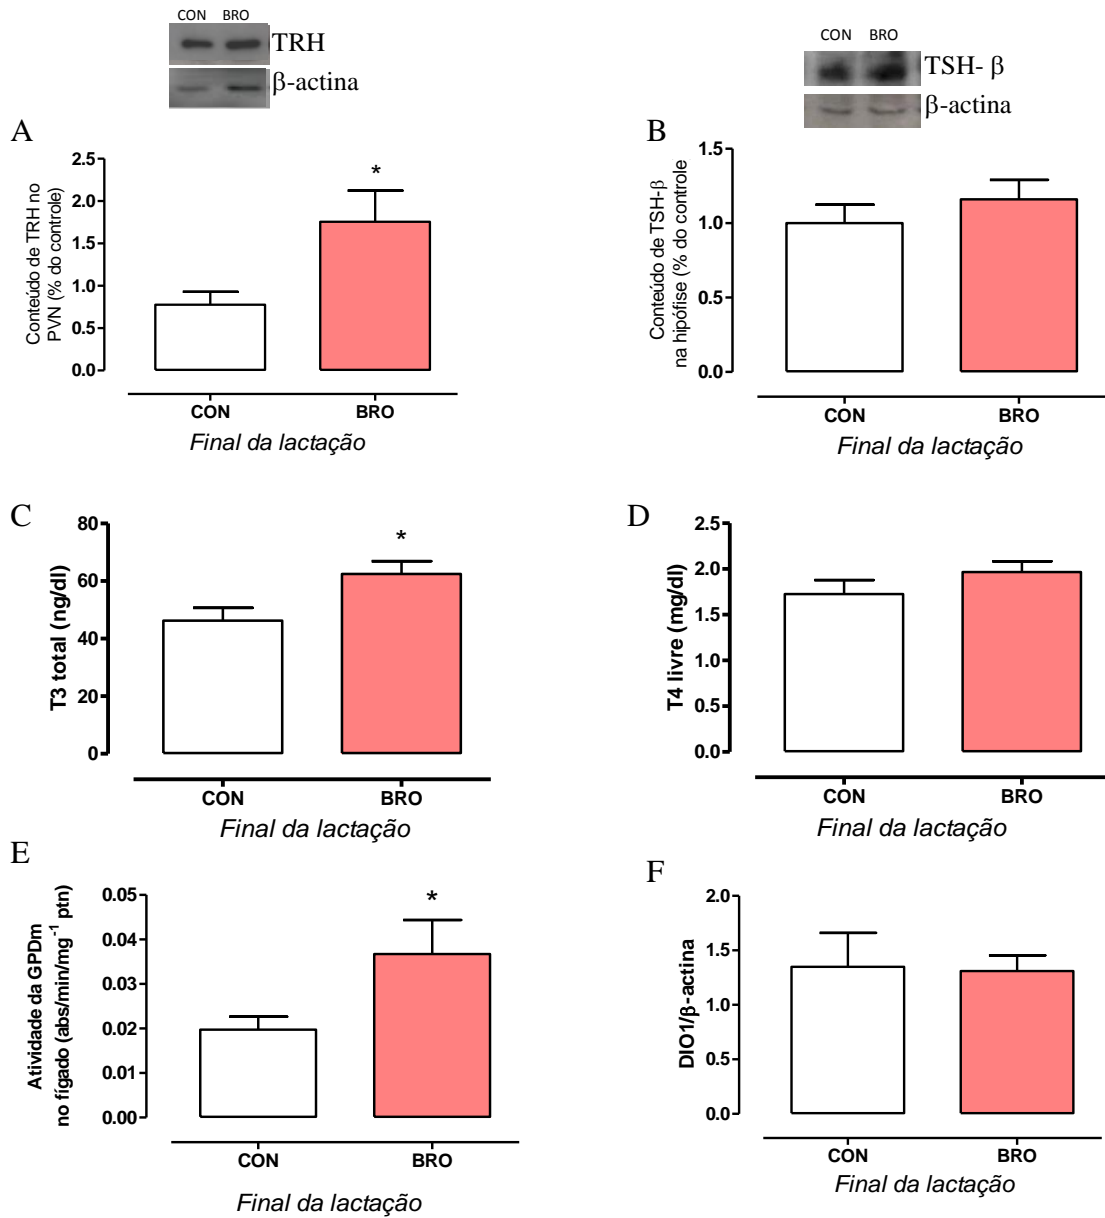 CON BRO
TRH
β-actina
A
Conteúdo de TRH no
PVN (% do controle)
2.5
2.0
1.5
1.0
0.5
0.0
*
CON BRO
Final da lactação
CON BRO
TSH- β
β-actina
B
Conteúdo de TSH-β
na hipófise (% do controle
1.5
1.0
0.5
0.0
CON BRO
Final da lactação
C
T3 total (ng/dl)
80
60
40
20
0
*
CON BRO
Final da lactação
D
T4 livre (mg/dl)
2.5
2.0
1.5
1.0
0.5
0.0
CON BRO
Final da lactação
E
Atividade da GPDm
no fígado (abs/min/mg⁻¹ ptn)
0.05
0.04
0.03
0.02
0.01
0.00
*
CON BRO
Final da lactação
F
DIO1/β-actina
2.0
1.5
1.0
0.5
0.0
CON BRO
Final da lactação